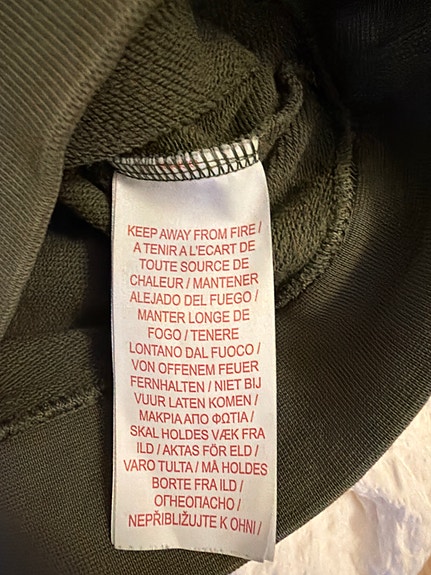 KEEP AWAY FROM FIRE /
A TENIR A L'ECART DE
TOUTE SOURCE DE
CHALEUR / MANTENER
ALEJADO DEL FUEGO /
MANTER LONGE DE
FOGO / TENERE
LONTANO DAL FUOCO /
VON OFFENEM FEUER
FERNHALTEN / NIET BIJ
VUUR LATEN KOMEN /
ΜΑΚΡΙΑ ΑΠΟ ΦΩΤΙΑ /
SKAL HOLDES VÆK FRA
ILD / AKTAS FÖR ELD /
VARO TULTA / MÅ HOLDES
BORTE FRA ILD /
ОГНЕОПАСНО /
NEPŘIBLIŽUJTE K OHNI /